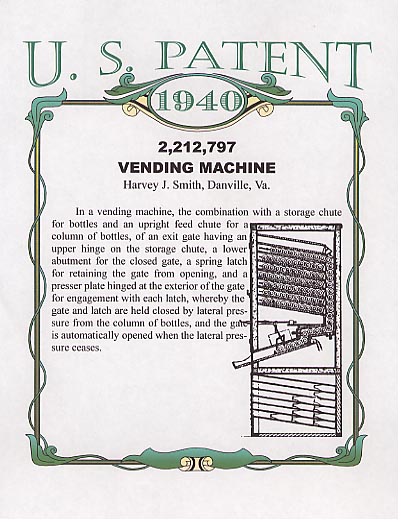 U. S. PATENT
1940
2,212,797
VENDING MACHINE
Harvey J. Smith, Danville, Va.
In a vending machine, the combination with a storage chute
for bottles and an upright feed chute for a
column of bottles, of an exit gate having an
upper hinge on the storage chute, a lower
abutment for the closed gate, a spring latch
for retaining the gate from opening, and a
presser plate hinged at the exterior of the gate
for engagement with each latch, whereby the
gate and latch are held closed by lateral pres-
sure from the column of bottles, and the gate
is automatically opened when the lateral pres-
sure ceases.